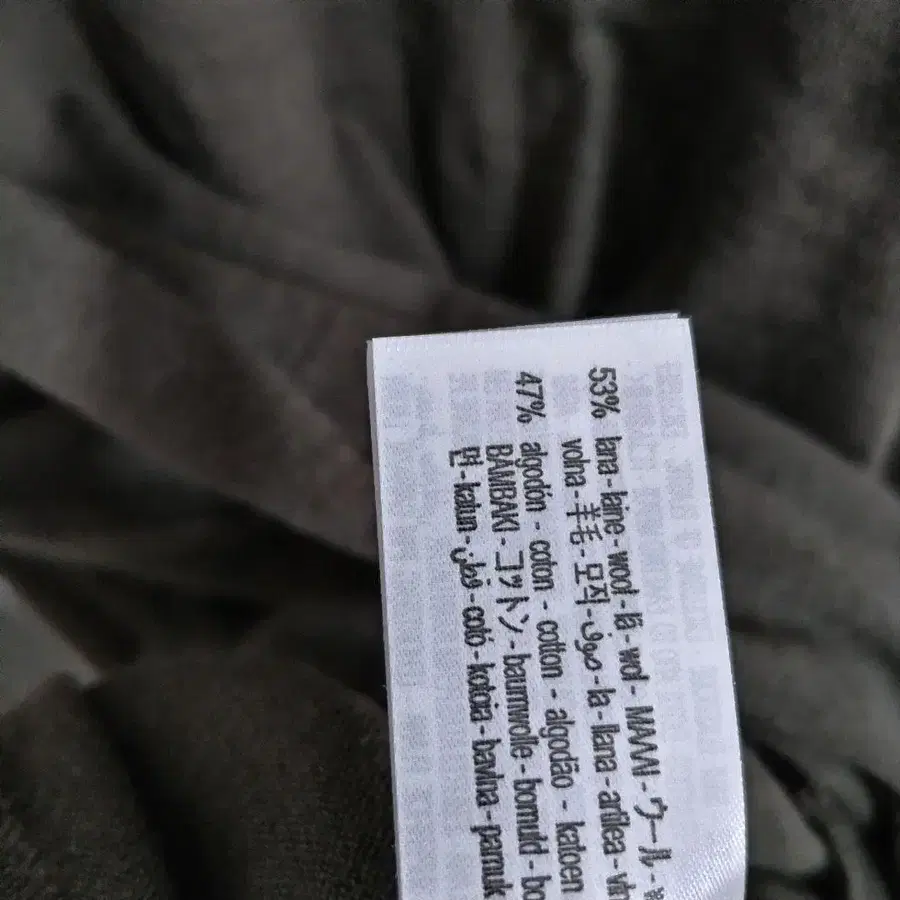 53% lana - laine - wool - lã - wol - ΜΑΛΛΙ - ウール -
volna - 羊毛 - 모직 - صوف - la - llana - artilea -
47% algodón - coton - cotton - algodão - katoen
BAMBAKI - コットン - baumwolle - bomuld -
면 - katun - قطن - cotó - kotoia - bavlna - pamuk